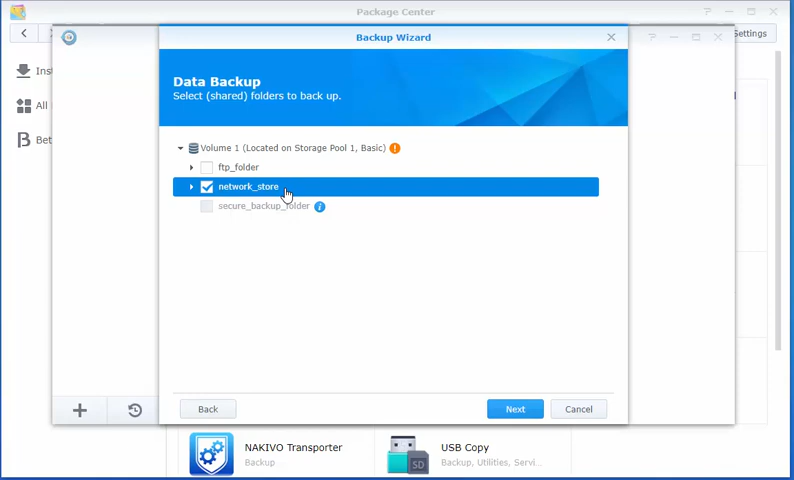 Package Center
Settings
Backup Wizard
Data Backup
Select (shared) folders to back up.
Volume 1 (Located on Storage Pool 1, Basic)
ftp_folder
network_store
secure_backup_folder
Inst
All
Bet
Back
Next
Cancel
NAKIVO Transporter
Backup
USB Copy
Backup, Utilities, Servi...
SD